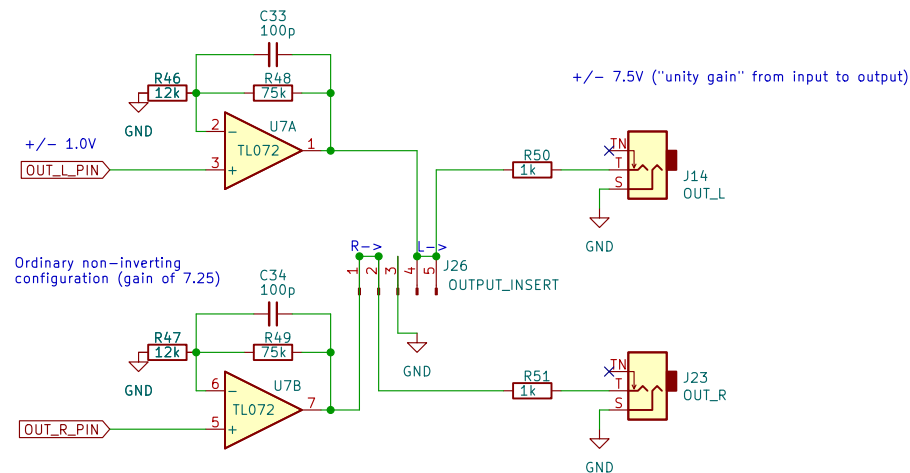 C33
100p
R46
12k
R48
75k
GND
+/- 1.0V
OUT_L_PIN
2
3
−
+
U7A
TL072
1
+/- 7.5V ("unity gain" from input to output)
R50
1k
TN
T
S
J14
OUT_L
GND
Ordinary non-inverting
configuration (gain of 7.25)
R->
L->
1
2
3
4
5
J26
OUTPUT_INSERT
GND
C34
100p
R47
12k
R49
75k
GND
OUT_R_PIN
6
5
−
+
U7B
TL072
7
R51
1k
TN
T
S
J23
OUT_R
GND